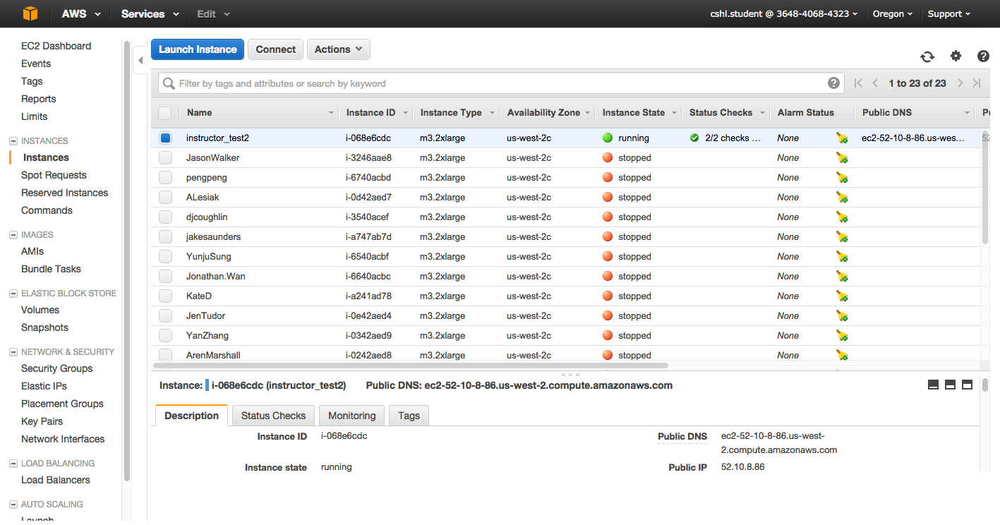 AWS Services Edit cshl.student @ 3648-4068-4323 Oregon Support
EC2 Dashboard
Events
Tags
Reports
Limits
INSTANCES
Instances
Spot Requests
Reserved Instances
Commands
IMAGES
AMIs
Bundle Tasks
ELASTIC BLOCK STORE
Volumes
Snapshots
NETWORK & SECURITY
Security Groups
Elastic IPs
Placement Groups
Key Pairs
Network Interfaces
LOAD BALANCING
Load Balancers
AUTO SCALING
Launch
Launch Instance Connect Actions
Filter by tags and attributes or search by keyword 1 to 23 of 23
Name Instance ID Instance Type Availability Zone Instance State Status Checks Alarm Status Public DNS
instructor_test2 i-068e6cdc m3.2xlarge us-west-2c running 2/2 checks ... None ec2-52-10-8-86.us-wes...
JasonWalker i-3246aae8 m3.2xlarge us-west-2c stopped None
pengpeng i-6740acbd m3.2xlarge us-west-2c stopped None
ALesiak i-0d42aed7 m3.2xlarge us-west-2c stopped None
djcoughlin i-3540acef m3.2xlarge us-west-2c stopped None
jakesaunders i-a747ab7d m3.2xlarge us-west-2c stopped None
YunjuSung i-6540acbf m3.2xlarge us-west-2c stopped None
Jonathan.Wan i-6640acbc m3.2xlarge us-west-2c stopped None
KateD i-a241ad78 m3.2xlarge us-west-2c stopped None
JenTudor i-0e42aed4 m3.2xlarge us-west-2c stopped None
YanZhang i-0342aed9 m3.2xlarge us-west-2c stopped None
ArenMarshall i-0242aed8 m3.2xlarge us-west-2c stopped None
Instance: i-068e6cdc (instructor_test2) Public DNS: ec2-52-10-8-86.us-west-2.compute.amazonaws.com
Description Status Checks Monitoring Tags
Instance ID i-068e6cdc Public DNS ec2-52-10-8-86.us-west-
2.compute.amazonaws.com
Instance state running Public IP 52.10.8.86